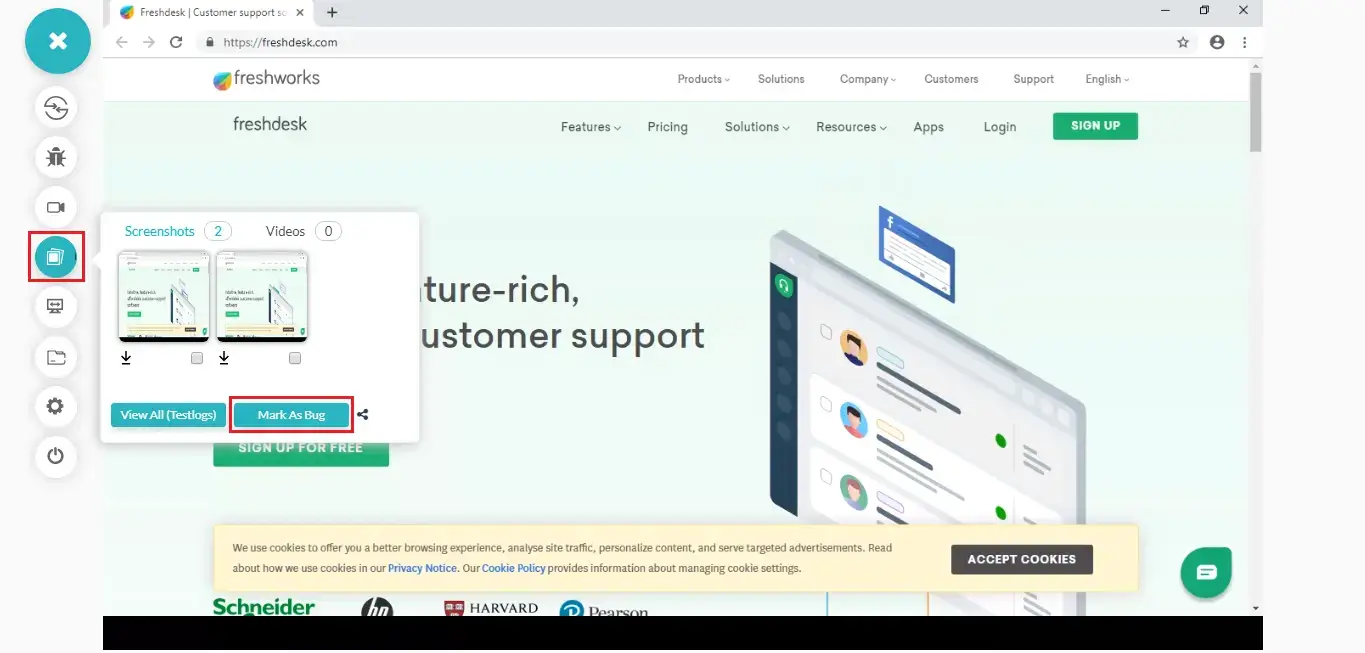 Freshdesk | Customer support so
https://freshdesk.com
freshworks
Products
Solutions
Company
Customers
Support
English
freshdesk
Features
Pricing
Solutions
Resources
Apps
Login
SIGN UP
Screenshots 2 Videos 0
ture-rich,
ustomer support
View All (Testlogs)
Mark As Bug
SIGN UP FOR FREE
We use cookies to offer you a better browsing experience, analyse site traffic, personalize content, and serve targeted advertisements. Read
about how we use cookies in our Privacy Notice. Our Cookie Policy provides information about managing cookie settings.
ACCEPT COOKIES
Schneider
hp
HARVARD
Pearson